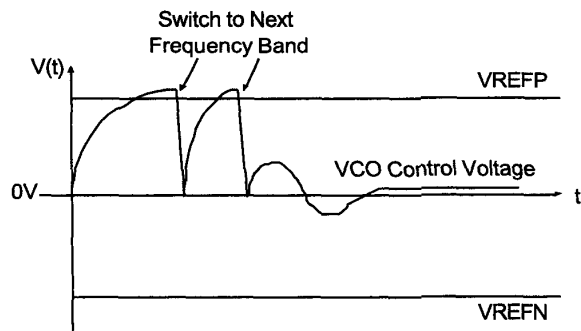 Switch to Next
Frequency Band
V(t)
VREFP
VCO Control Voltage
0V
t
VREFN